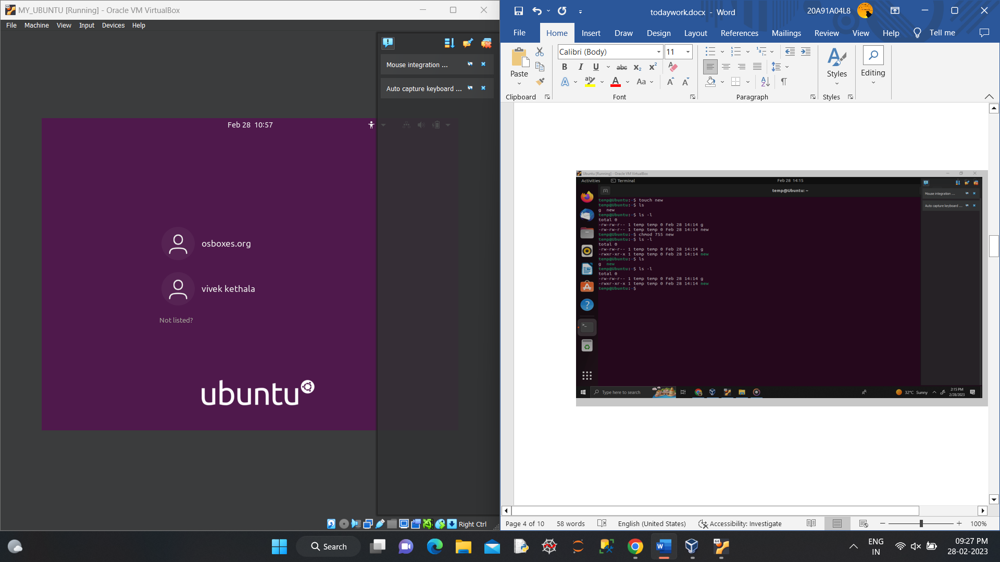 MY_UBUNTU [Running] - Oracle VM VirtualBox
File Machine View Input Devices Help
Mouse integration ...
Auto capture keyboard ...
Feb 28 10:57
osboxes.org
vivek kethala
Not listed?
ubuntu
Right Ctrl
todaywork.docx - Word
20A91A04L8
File Home Insert Draw Design Layout References Mailings Review View Help Tell me
Paste
Clipboard
Calibri (Body) 11
B I U abc X₂ X²
A ab A Aa A A
Font
Paragraph
Styles
Styles
Editing
Ubuntu [Running] - Oracle VM VirtualBox
Activities Terminal Feb 28 14:15
temp@Ubuntu: ~
Mouse integration ...
Auto capture keyboard ...
temp@Ubuntu:~$ touch new
temp@Ubuntu:~$ ls
g new
temp@Ubuntu:~$ ls -l
total 0
-rw-rw-r-- 1 temp temp 0 Feb 28 14:14 g
-rw-rw-r-- 1 temp temp 0 Feb 28 14:14 new
temp@Ubuntu:~$ chmod 755 new
temp@Ubuntu:~$ ls -l
total 0
-rw-rw-r-- 1 temp temp 0 Feb 28 14:14 g
-rwxr-xr-x 1 temp temp 0 Feb 28 14:14 new
temp@Ubuntu:~$ ls
g new
temp@Ubuntu:~$ ls -l
total 0
-rw-rw-r-- 1 temp temp 0 Feb 28 14:14 g
-rwxr-xr-x 1 temp temp 0 Feb 28 14:14 new
temp@Ubuntu:~$
Type here to search
32°C Sunny
2:15 PM
2/28/2023
Page 4 of 10 58 words English (United States) Accessibility: Investigate 100%
Search
ENG
IN
09:27 PM
28-02-2023